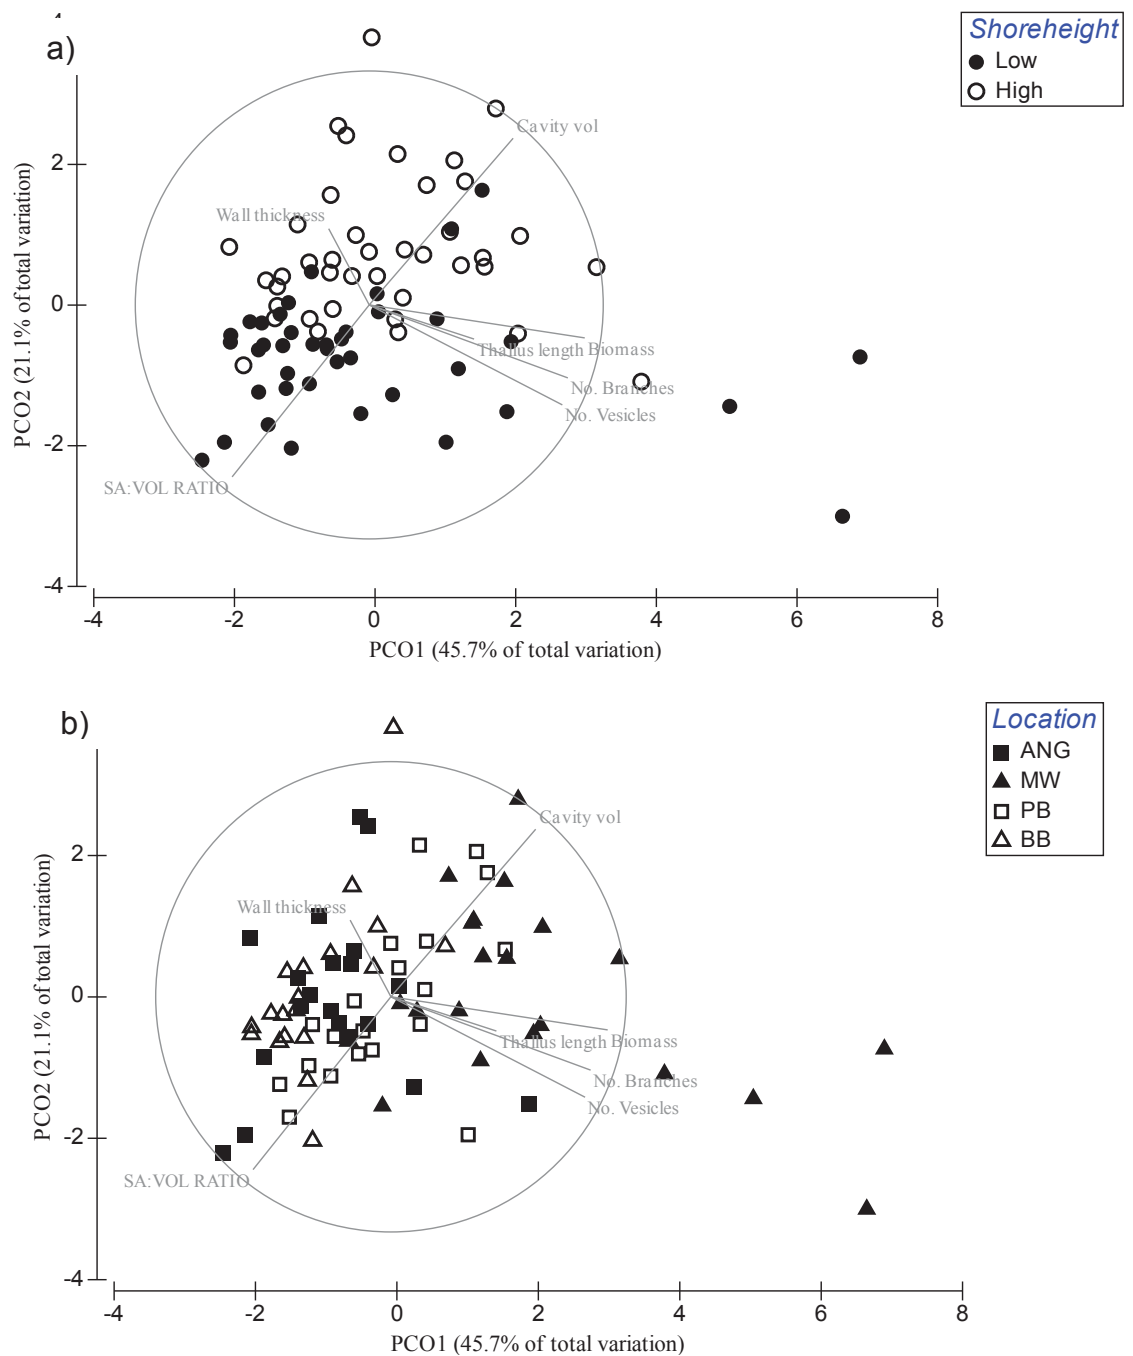 a)
Shoreheight
Low
High
Cavity vol
Wall thickness
2
0
-2
-4
PCO2 (21.1% of total variation)
Thallus length Biomass
No. Branches
No. Vesicles
SA:VOL RATIO
-4 -2 0 2 4 6 8
PCO1 (45.7% of total variation)
b)
Location
ANG
MW
PB
BB
Cavity vol
Wall thickness
2
0
-2
-4
PCO2 (21.1% of total variation)
Thallus length Biomass
No. Branches
No. Vesicles
SA:VOL RATIO
-4 -2 0 2 4 6 8
PCO1 (45.7% of total variation)